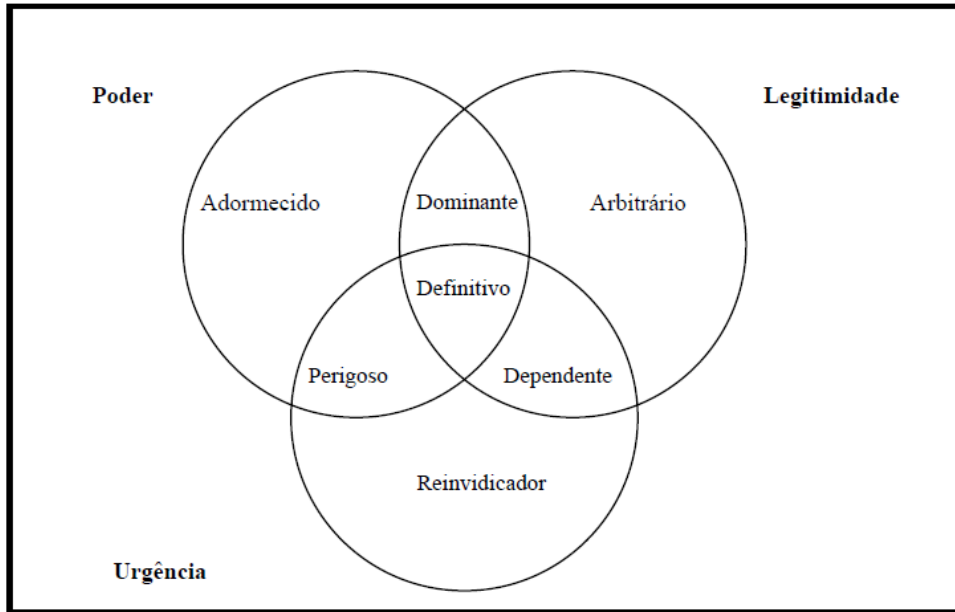 Poder
Legitimidade
Adormecido
Dominante
Arbitrário
Definitivo
Perigoso
Dependente
Reinvidicador
Urgência